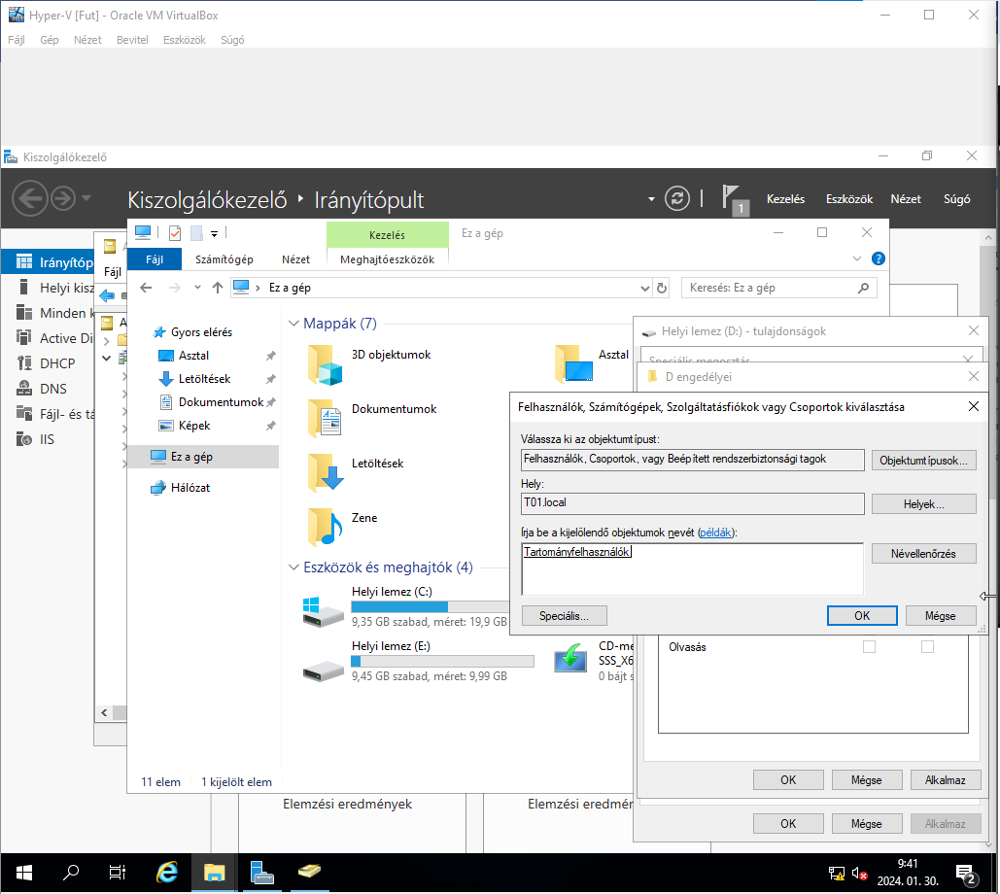 Hyper-V [Fut] - Oracle VM VirtualBox
Fájl Gép Nézet Bevitel Eszközök Súgó
Kiszolgálókezelő
Kiszolgálókezelő Irányítópult
1
Kezelés Eszközök Nézet Súgó
Irányítóp
Helyi kisz
Minden k
Active Di
DHCP
DNS
Fájl- és tá
IIS
Fájl
A
Kezelés
Ez a gép
Fájl Számítógép Nézet Meghajtóeszközök
Ez a gép
Keresés: Ez a gép
Gyors elérés
Asztal
Letöltések
Dokumentumok
Képek
Ez a gép
Hálózat
Mappák (7)
3D objektumok
Asztal
Dokumentumok
Letöltések
Zene
Eszközök és meghajtók (4)
Helyi lemez (C:)
9,35 GB szabad, méret: 19,9 GB
Helyi lemez (E:)
9,45 GB szabad, méret: 9,99 GB
CD-me
SSS_X6
0 bájt s
11 elem 1 kijelölt elem
Helyi lemez (D:) - tulajdonságok
Speciális megosztás
D engedélyei
Felhasználók, Számítógépek, Szolgáltatásfiókok vagy Csoportok kiválasztása
Válassza ki az objektumtípust:
Felhasználók, Csoportok, vagy Beépített rendszerbiztonsági tagok
Objektumtípusok...
Hely:
T01.local
Helyek...
Írja be a kijelölendő objektumok nevét (példák):
Tartományfelhasználók
Névellenőrzés
Speciális...
OK Mégse
Olvasás
OK Mégse Alkalmaz
OK Mégse Alkalmaz
Elemzési eredmények
Elemzési eredmér
9:41
2024. 01. 30.
2